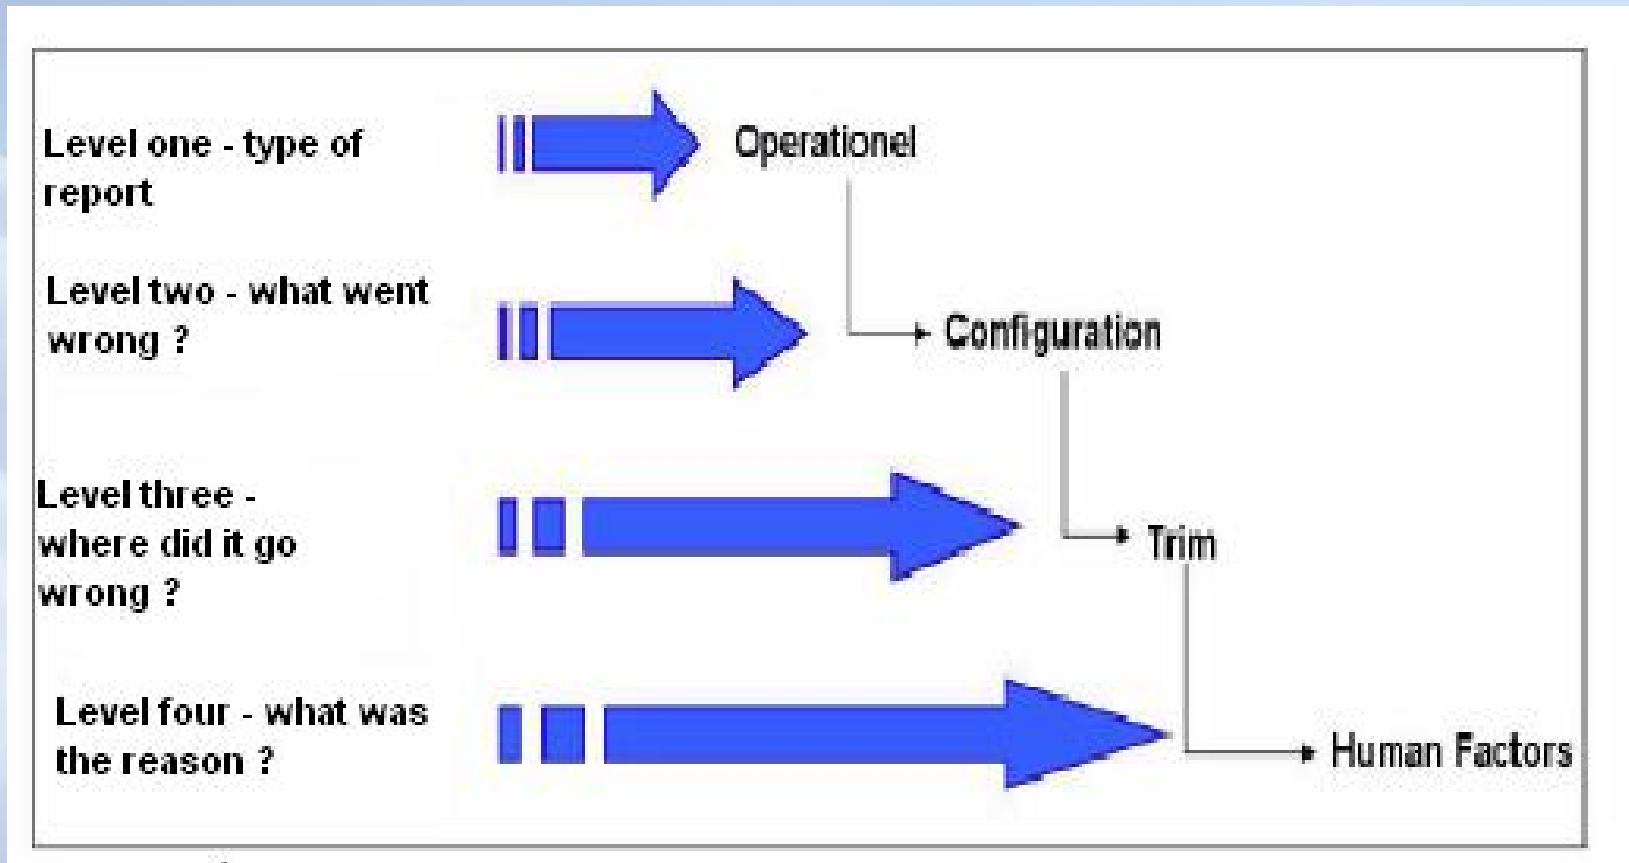 Level one - type of
report
Operationel
Level two - what went
wrong ?
Configuration
Level three -
where did it go
wrong ?
Trim
Level four - what was
the reason ?
Human Factors